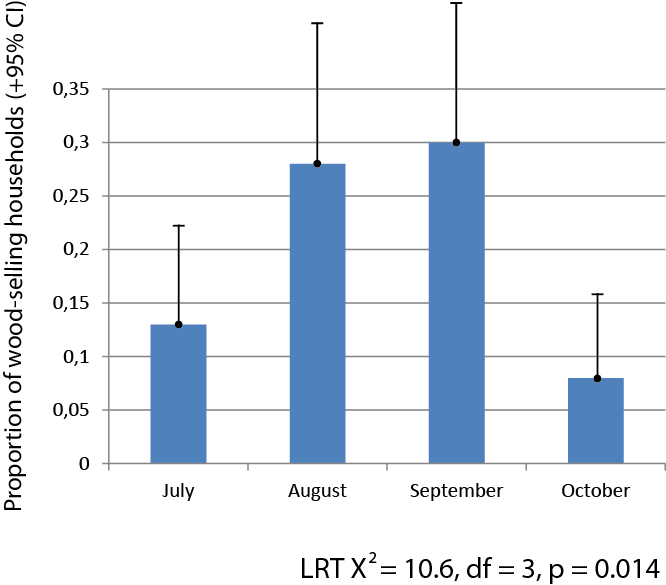 Proportion of wood-selling households (+95% CI)
0,35
0,3
0,25
0,2
0,15
0,1
0,05
0
July August September October
LRT X² = 10.6, df = 3, p = 0.014